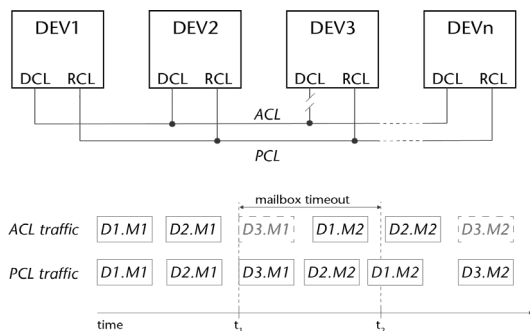 DEV1 DEV2 DEV3 DEVn
DCL RCL DCL RCL DCL RCL DCL RCL
ACL
PCL
mailbox timeout
ACL traffic D1.M1 D2.M1 D3.M1 D1.M2 D2.M2 D3.M2
PCL traffic D1.M1 D2.M1 D3.M1 D2.M2 D1.M2 D3.M2
time t1 t2